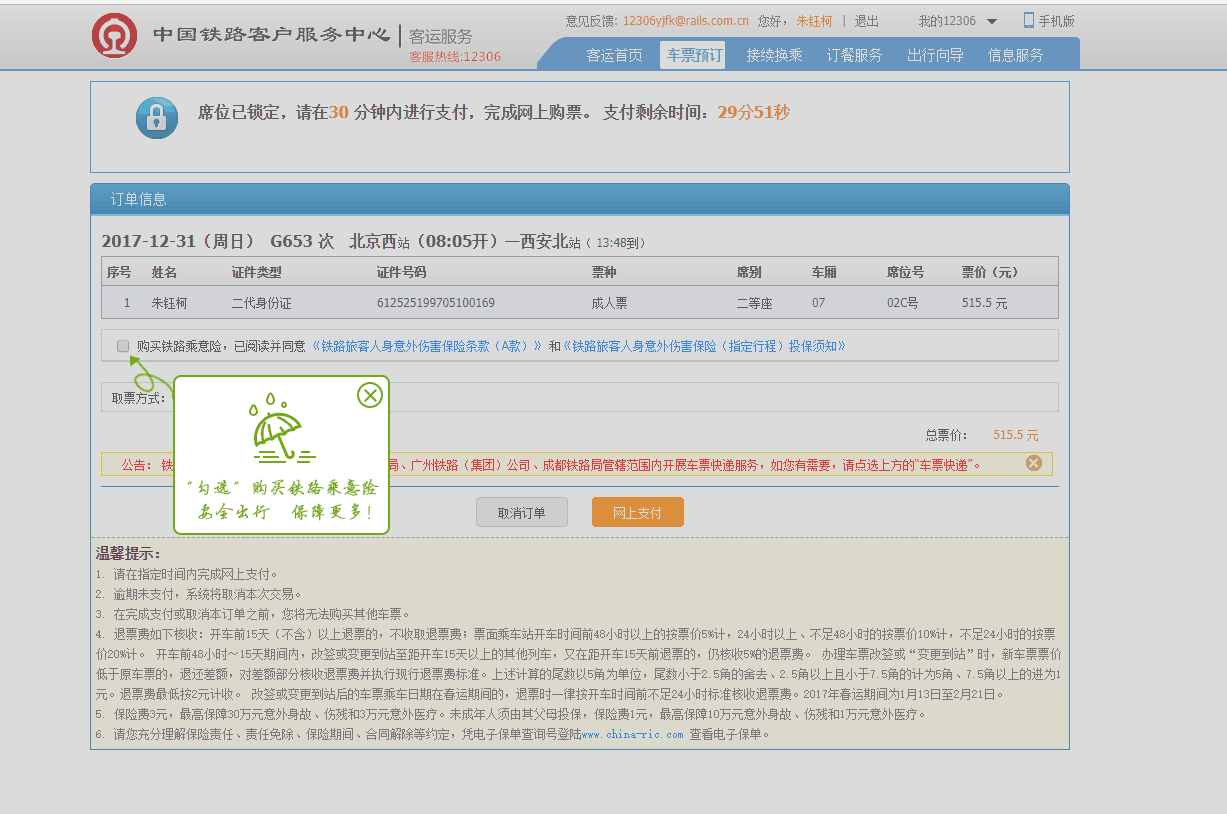 中国铁路客户服务中心
客运服务
客服热线:12306
意见反馈: 12306yjfk@rails.com.cn 您好， 朱钰柯 | 退出 我的12306 手机版
客运首页 车票预订 接续换乘 订餐服务 出行向导 信息服务
席位已锁定，请在30 分钟内进行支付，完成网上购票。 支付剩余时间：29分51秒
订单信息
2017-12-31（周日） G653 次 北京西站（08:05开）—西安北站（ 13:48到）
序号 姓名 证件类型 证件号码 票种 席别 车厢 席位号 票价（元）
1 朱钰柯 二代身份证 612525199705100169 成人票 二等座 07 02C号 515.5 元
购买铁路乘意险，已阅读并同意 《铁路旅客人身意外伤害保险条款（A款）》 和《铁路旅客人身意外伤害保险（指定行程）投保须知》
取票方式：
总票价： 515.5 元
公告： 铁
局、广州铁路（集团）公司、成都铁路局管辖范围内开展车票快递服务，如您有需要，请点选上方的“车票快递”。
“勾选” 购买铁路乘意险
安全出行 保障更多！
取消订单 网上支付
温馨提示：
1. 请在指定时间内完成网上支付。
2. 逾期未支付，系统将取消本次交易。
3. 在完成支付或取消本订单之前，您将无法购买其他车票。
4. 退票费如下核收：开车前15天（不含）以上退票的，不收取退票费；票面乘车站开车时间前48小时以上的按票价5%计，24小时以上、不足48小时的按票价10%计，不足24小时的按票
价20%计。 开车前48小时～15天期间内，改签或变更到站至距开车15天以上的其他列车，又在距开车15天前退票的，仍核收5%的退票费。 办理车票改签或“变更到站”时，新车票票价
低于原车票的，退还差额，对差额部分核收退票费并执行现行退票费标准。上述计算的尾数以5角为单位，尾数小于2.5角的舍去、2.5角以上且小于7.5角的计为5角、7.5角以上的进为1
元。退票费最低按2元计收。 改签或变更到站后的车票乘车日期在春运期间的，退票时一律按开车时间前不足24小时标准核收退票费。2017年春运期间为1月13日至2月21日。
5. 保险费3元，最高保障30万元意外身故、伤残和3万元意外医疗。未成年人须由其父母投保，保险费1元，最高保障10万元意外身故、伤残和1万元意外医疗。
6. 请您充分理解保险责任、责任免除、保险期间、合同解除等约定，凭电子保单查询号登陆www.china-ric.com 查看电子保单。